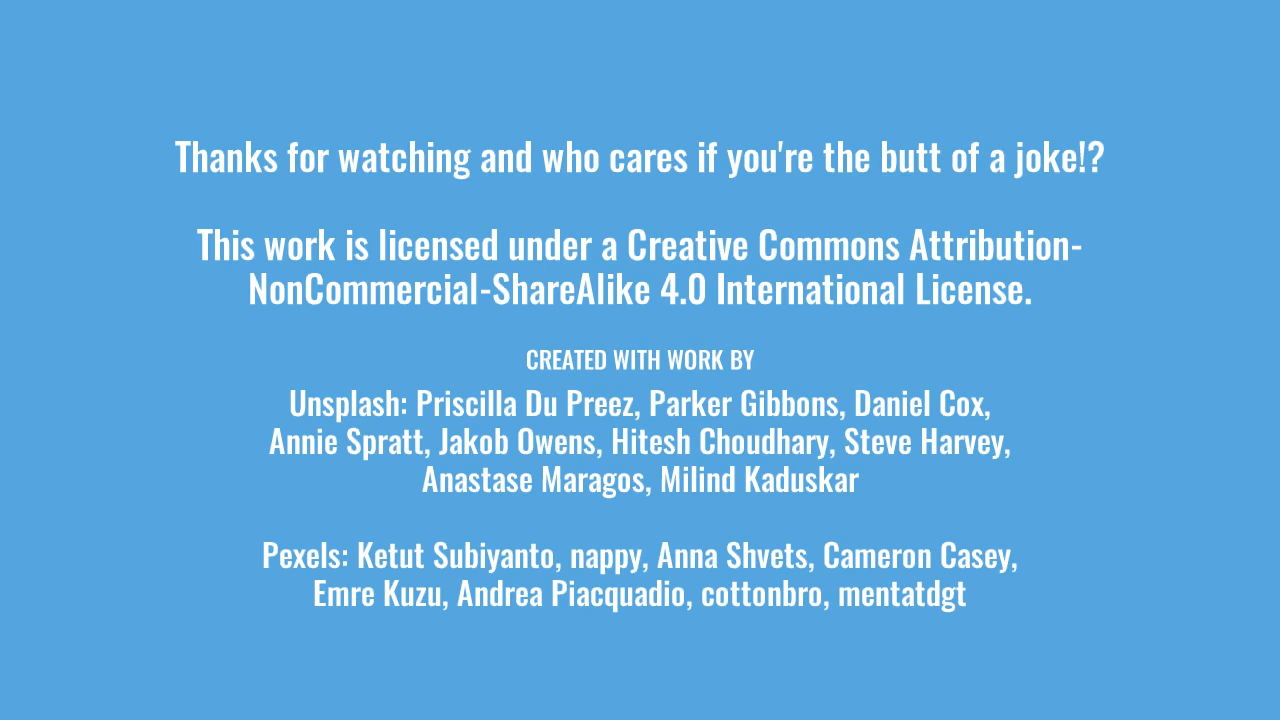 Thanks for watching and who cares if you're the butt of a joke!?
This work is licensed under a Creative Commons Attribution-
NonCommercial-ShareAlike 4.0 International License.
CREATED WITH WORK BY
Unsplash: Priscilla Du Preez, Parker Gibbons, Daniel Cox,
Annie Spratt, Jakob Owens, Hitesh Choudhary, Steve Harvey,
Anastase Maragos, Milind Kaduskar
Pexels: Ketut Subiyanto, nappy, Anna Shvets, Cameron Casey,
Emre Kuzu, Andrea Piacquadio, cottonbro, mentatdgt